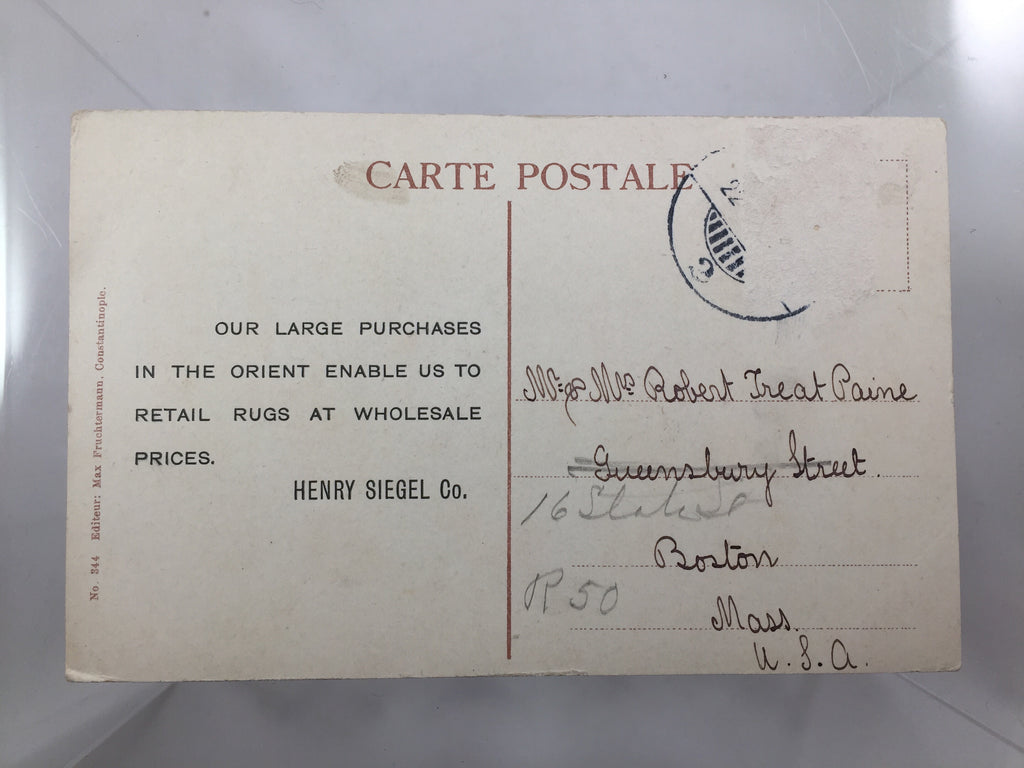 CARTE POSTALE
22
3
No. 344 Editeur: Max Fruchtermann, Constantinople.
OUR LARGE PURCHASES
IN THE ORIENT ENABLE US TO
RETAIL RUGS AT WHOLESALE
PRICES.
HENRY SIEGEL Co.
Mr & Mrs Robert Treat Paine
Queensbury Street.
16 State St
Boston
R 50
Mass.
U. S. A.